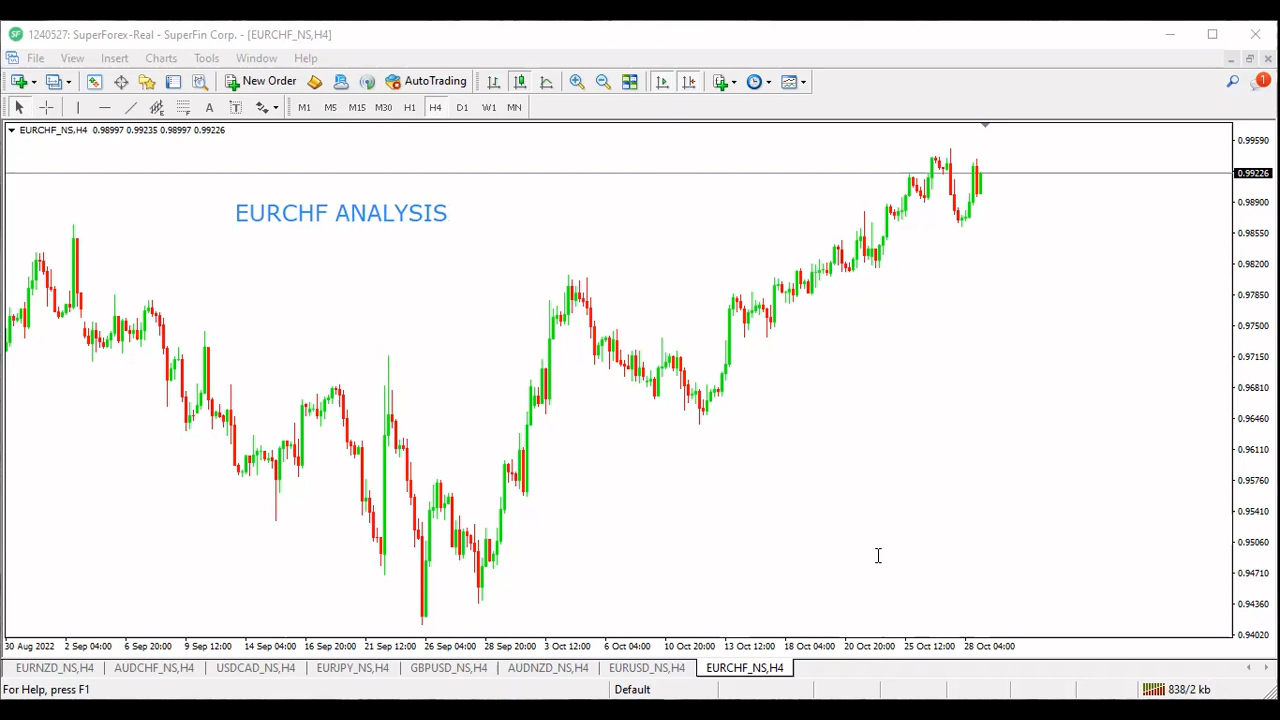 SF 1240527: SuperForex-Real - SuperFin Corp. - [EURCHF_NS,H4]
File View Insert Charts Tools Window Help
New Order AutoTrading 1
A T M1 M5 M15 M30 H1 H4 D1 W1 MN
EURCHF_NS,H4 0.98997 0.99235 0.98997 0.99226
EURCHF ANALYSIS
0.99590
0.99226
0.98900
0.98550
0.98200
0.97850
0.97500
0.97150
0.96810
0.96460
0.96110
0.95760
0.95410
0.95060
0.94710
0.94360
0.94020
30 Aug 2022 2 Sep 04:00 6 Sep 20:00 9 Sep 12:00 14 Sep 04:00 16 Sep 20:00 21 Sep 12:00 26 Sep 04:00 28 Sep 20:00 3 Oct 12:00 6 Oct 04:00 10 Oct 20:00 13 Oct 12:00 18 Oct 04:00 20 Oct 20:00 25 Oct 12:00 28 Oct 04:00
EURNZD_NS,H4 AUDCHF_NS,H4 USDCAD_NS,H4 EURJPY_NS,H4 GBPUSD_NS,H4 AUDNZD_NS,H4 EURUSD_NS,H4 EURCHF_NS,H4
For Help, press F1 Default 838/2 kb